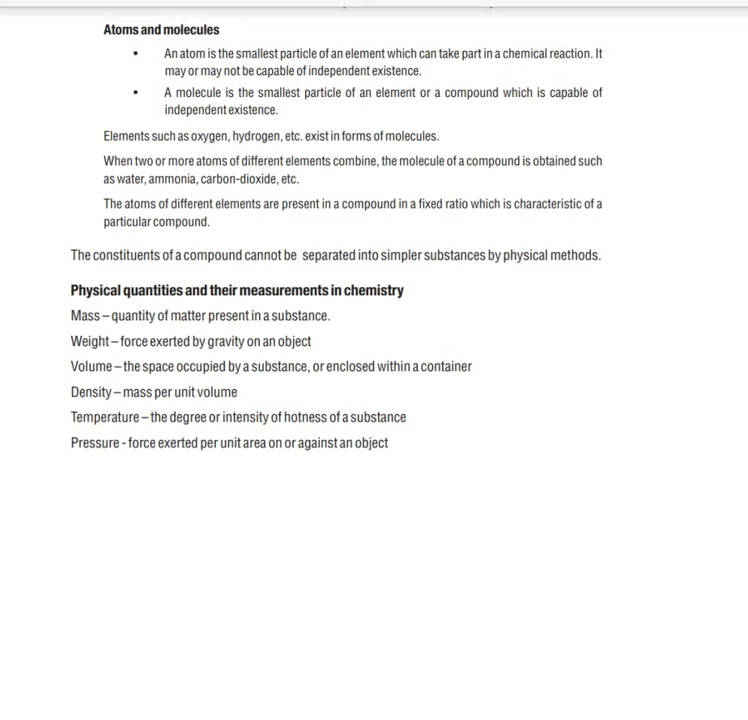 Atoms and molecules
• An atom is the smallest particle of an element which can take part in a chemical reaction. It
may or may not be capable of independent existence.
• A molecule is the smallest particle of an element or a compound which is capable of
independent existence.
Elements such as oxygen, hydrogen, etc. exist in forms of molecules.
When two or more atoms of different elements combine, the molecule of a compound is obtained such
as water, ammonia, carbon-dioxide, etc.
The atoms of different elements are present in a compound in a fixed ratio which is characteristic of a
particular compound.
The constituents of a compound cannot be separated into simpler substances by physical methods.
Physical quantities and their measurements in chemistry
Mass – quantity of matter present in a substance.
Weight – force exerted by gravity on an object
Volume – the space occupied by a substance, or enclosed within a container
Density – mass per unit volume
Temperature – the degree or intensity of hotness of a substance
Pressure - force exerted per unit area on or against an object